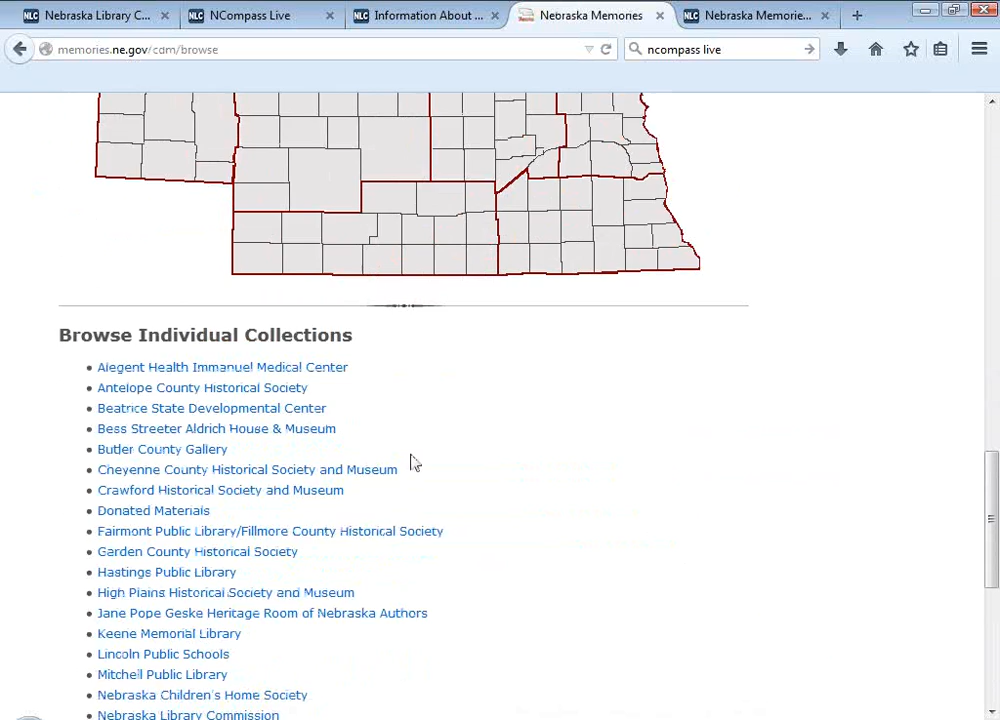 NLC Nebraska Library C...
NLC NCompass Live
NLC Information About ...
Nebraska Memories
NLC Nebraska Memorie...
memories.ne.gov/cdm/browse
ncompass live
Browse Individual Collections
Alegent Health Immanuel Medical Center
Antelope County Historical Society
Beatrice State Developmental Center
Bess Streeter Aldrich House & Museum
Butler County Gallery
Cheyenne County Historical Society and Museum
Crawford Historical Society and Museum
Donated Materials
Fairmont Public Library/Fillmore County Historical Society
Garden County Historical Society
Hastings Public Library
High Plains Historical Society and Museum
Jane Pope Geske Heritage Room of Nebraska Authors
Keene Memorial Library
Lincoln Public Schools
Mitchell Public Library
Nebraska Children's Home Society
Nebraska Library Commission